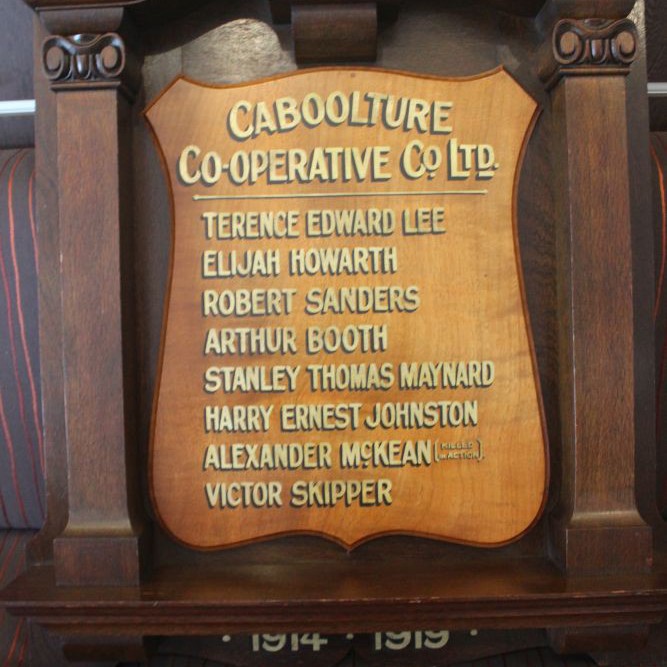 CABOOLTURE
CO-OPERATIVE CO LTD.
TERENCE EDWARD LEE
ELIJAH HOWARTH
ROBERT SANDERS
ARTHUR BOOTH
STANLEY THOMAS MAYNARD
HARRY ERNEST JOHNSTON
ALEXANDER McKEAN (KILLED IN ACTION).
VICTOR SKIPPER
· 1914 · 1919 ·